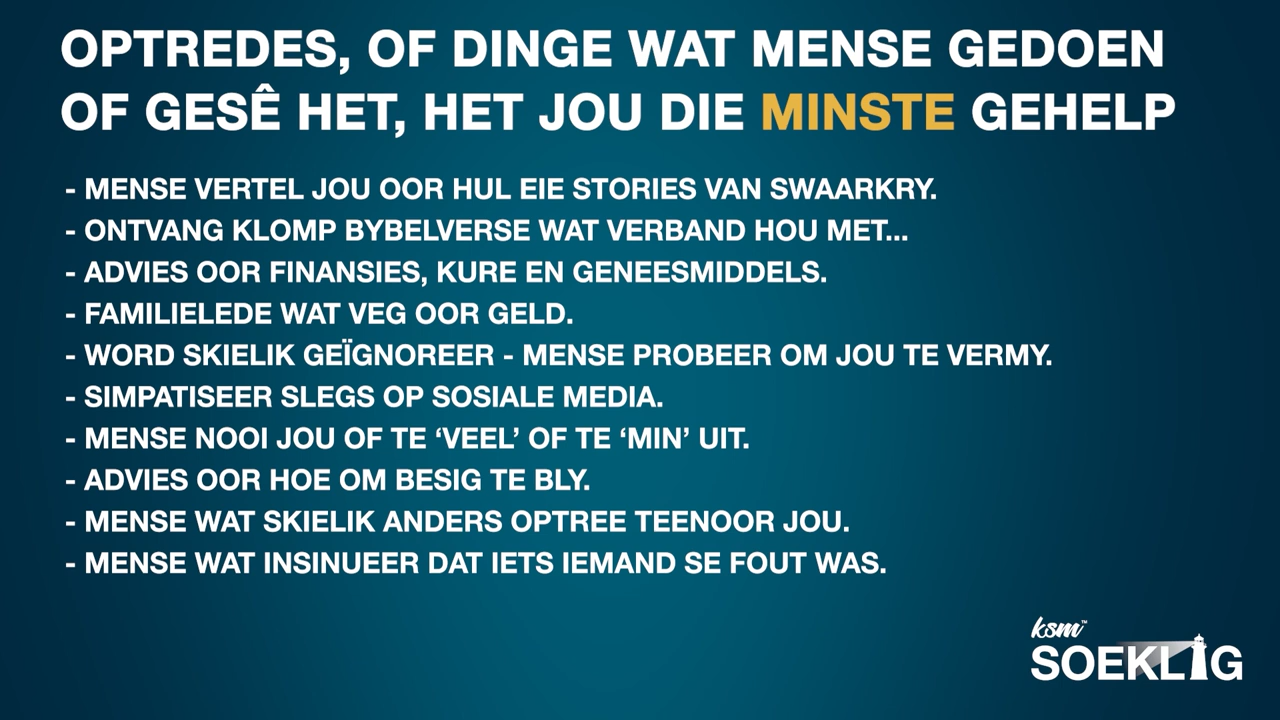 OPTREDES, OF DINGE WAT MENSE GEDOEN
OF GESÊ HET, HET JOU DIE MINSTE GEHELP
- MENSE VERTEL JOU OOR HUL EIE STORIES VAN SWAARKRY.
- ONTVANG KLOMP BYBELVERSE WAT VERBAND HOU MET...
- ADVIES OOR FINANSIES, KURE EN GENEESMIDDELS.
- FAMILIELEDE WAT VEG OOR GELD.
- WORD SKIELIK GEÏGNOREER - MENSE PROBEER OM JOU TE VERMY.
- SIMPATISEER SLEGS OP SOSIALE MEDIA.
- MENSE NOOI JOU OF TE ‘VEEL’ OF TE ‘MIN’ UIT.
- ADVIES OOR HOE OM BESIG TE BLY.
- MENSE WAT SKIELIK ANDERS OPTREE TEENOOR JOU.
- MENSE WAT INSINUEER DAT IETS IEMAND SE FOUT WAS.
ksm™
SOEKLIG